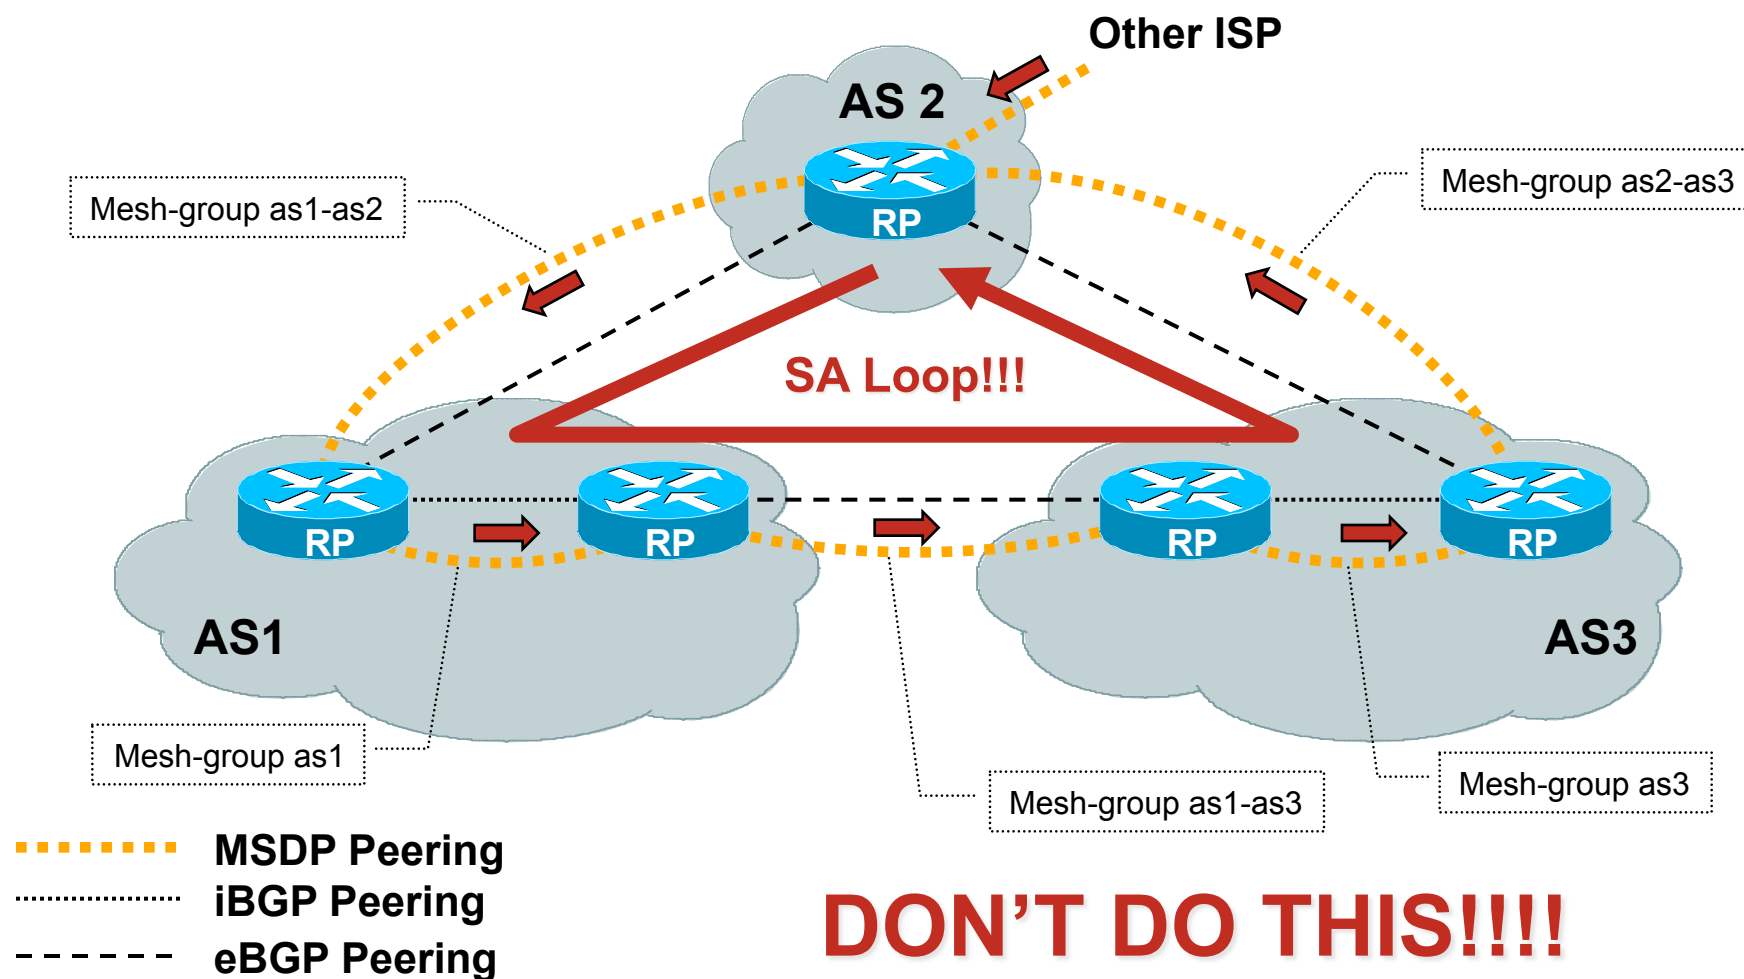 Other ISP
AS 2
RP
Mesh-group as1-as2
Mesh-group as2-as3
SA Loop!!!
RP
RP
RP
RP
AS1
AS3
Mesh-group as1
Mesh-group as1-as3
Mesh-group as3
MSDP Peering
iBGP Peering
eBGP Peering
DON’T DO THIS!!!!